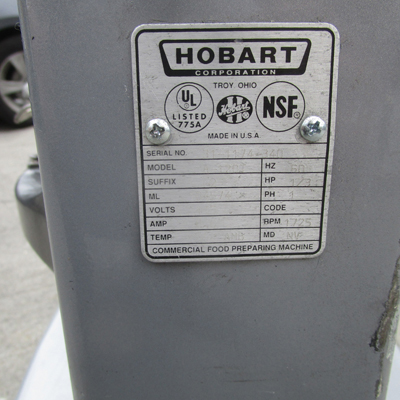 HOBART
CORPORATION
TROY OHIO
UL
LISTED
775A
Hobart
NSF
MADE IN U.S.A
SERIAL NO
MODEL HZ
SUFFIX HP
ML PH
VOLTS CODE
AMP RPM 1725
TEMP MD
COMMERCIAL FOOD PREPARING MACHINE